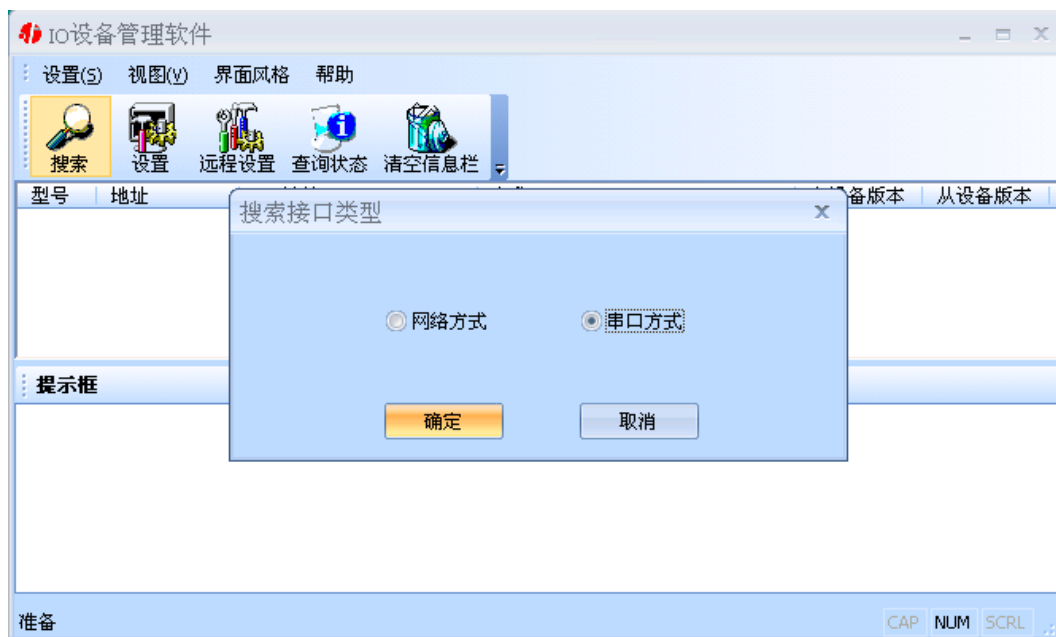 IO设备管理软件
设置(S) 视图(V) 界面风格 帮助
搜索 设置 远程设置 查询状态 清空信息栏
型号 地址 备版本 从设备版本
搜索接口类型
网络方式 串口方式
确定 取消
提示框
准备 CAP NUM SCRL